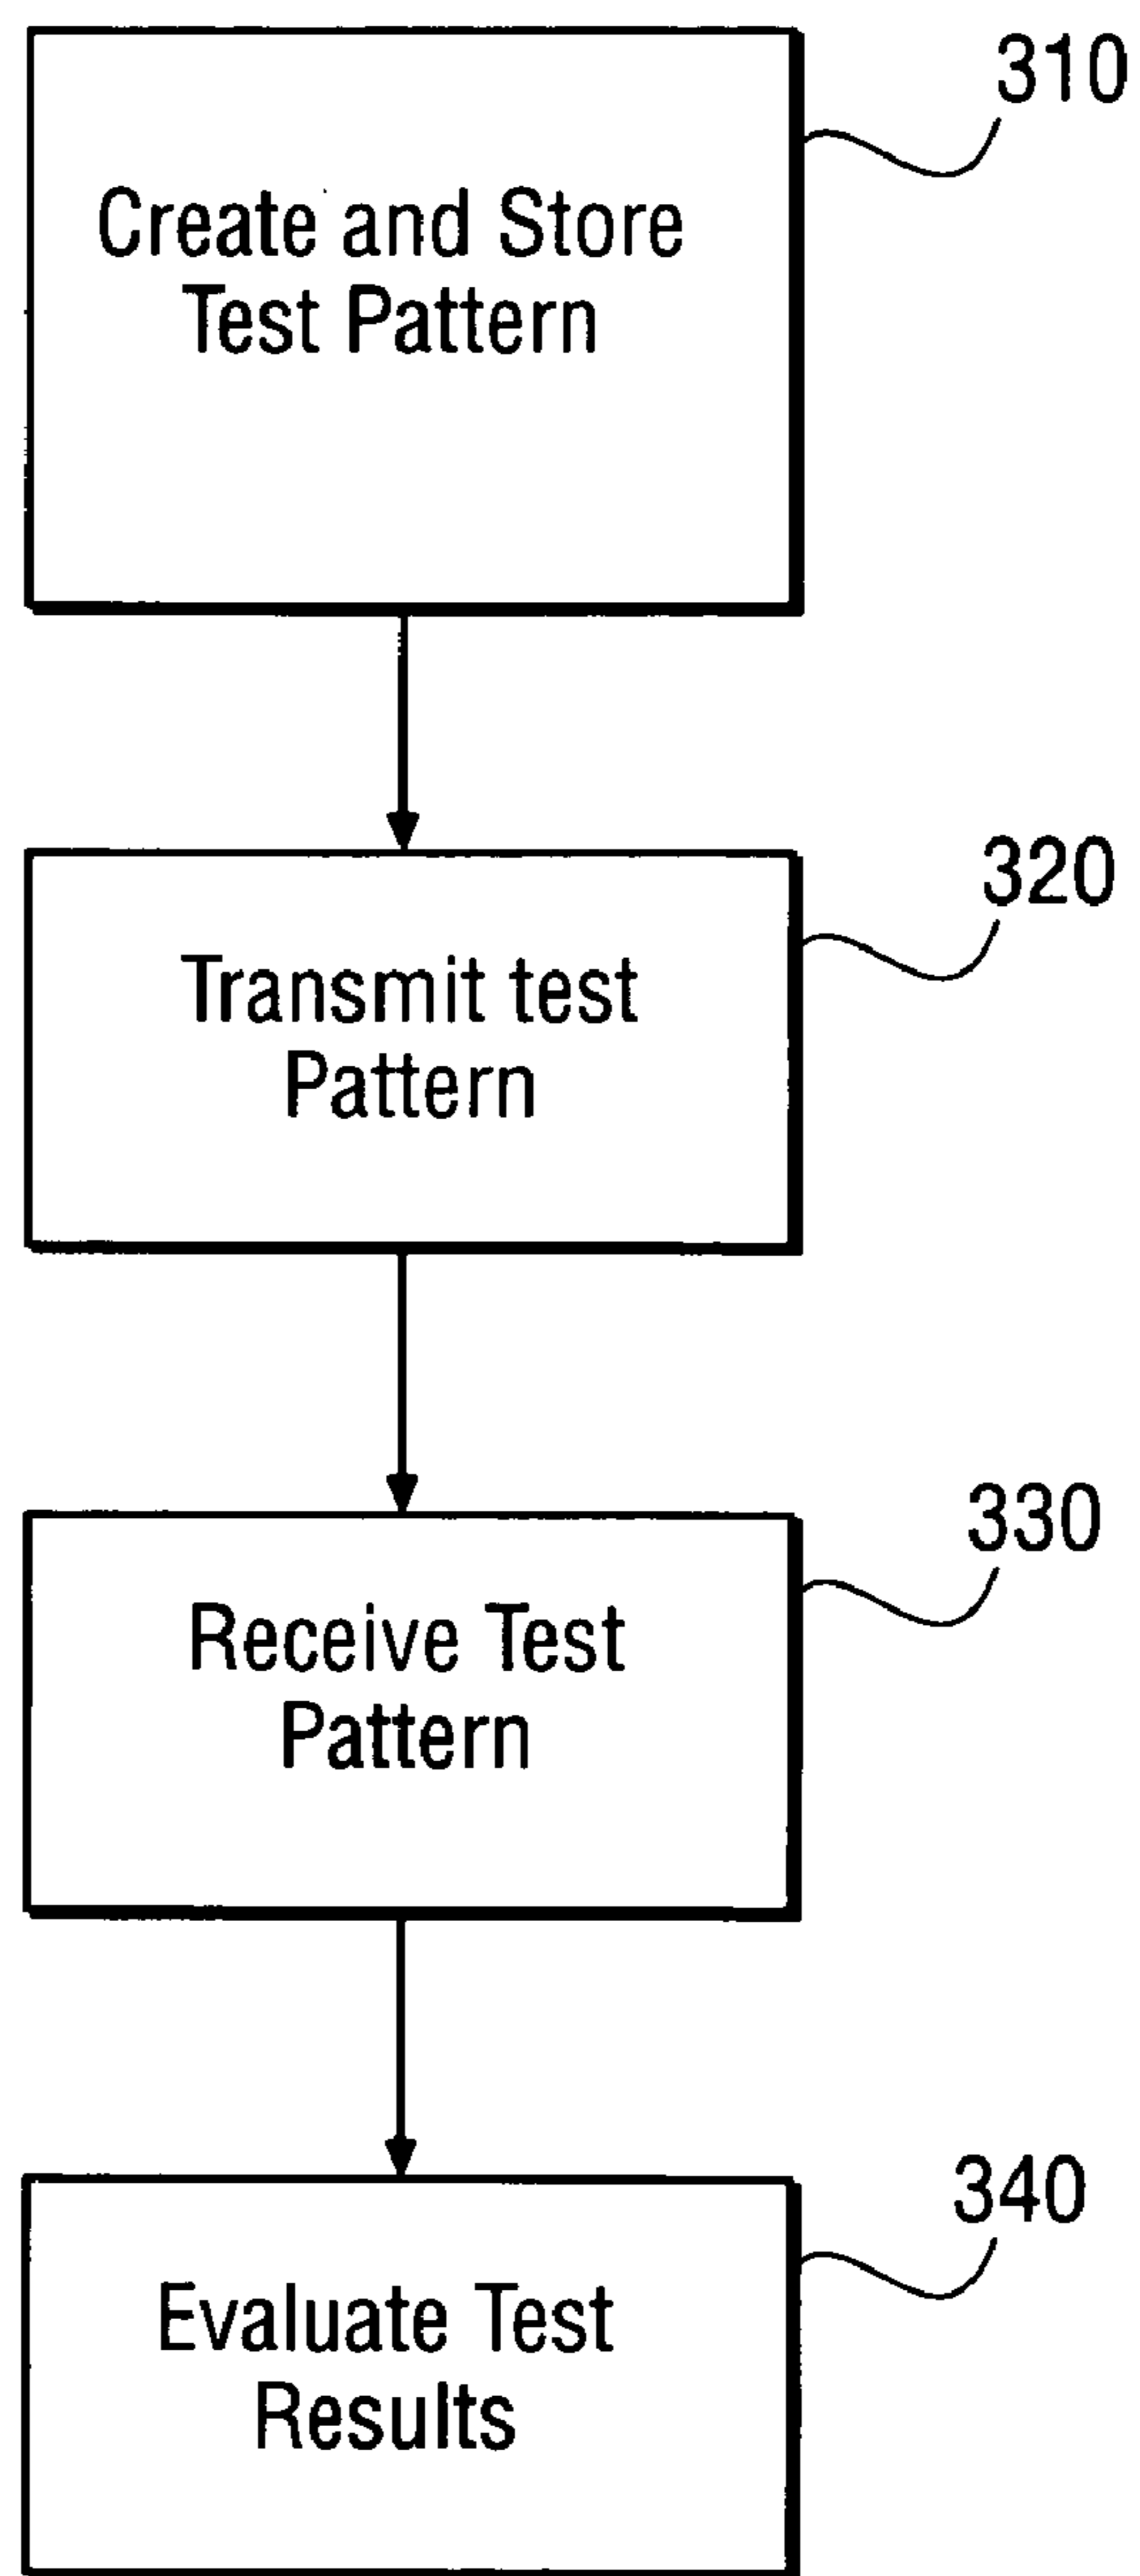 310
Create and Store
Test Pattern
320
Transmit test
Pattern
330
Receive Test
Pattern
340
Evaluate Test
Results